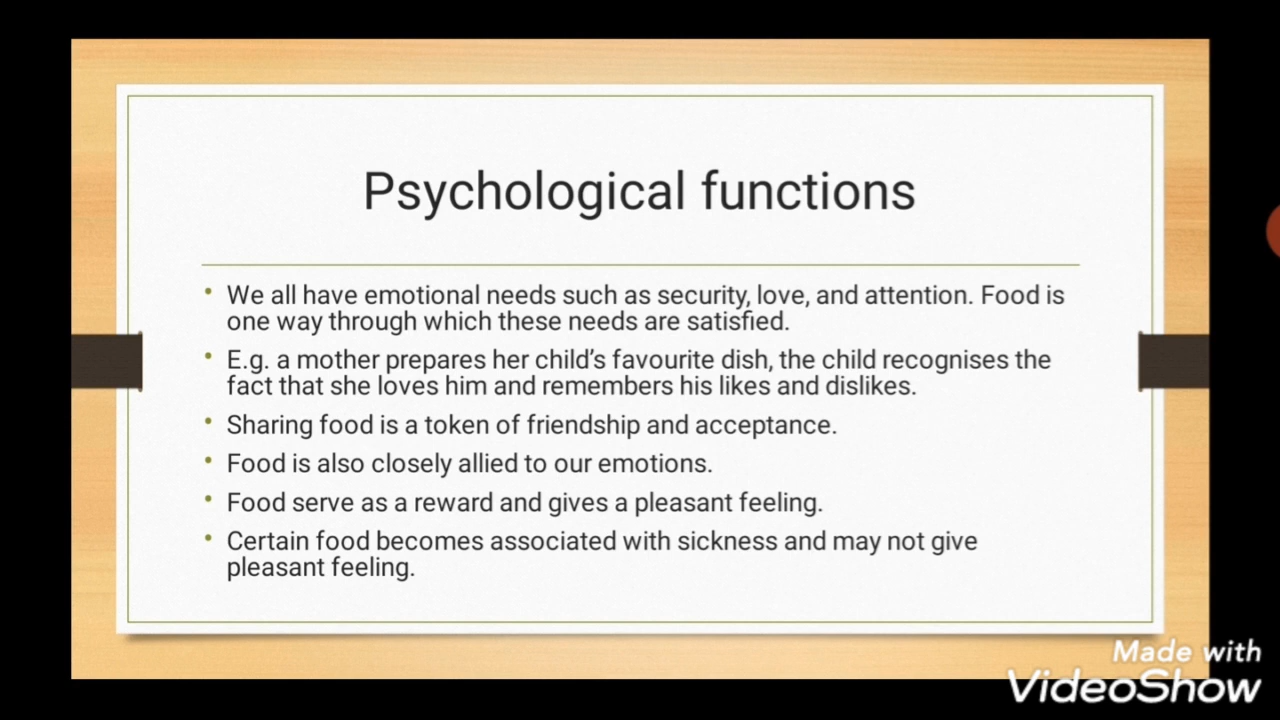 Psychological functions
• We all have emotional needs such as security, love, and attention. Food is
one way through which these needs are satisfied.
• E.g. a mother prepares her child’s favourite dish, the child recognises the
fact that she loves him and remembers his likes and dislikes.
• Sharing food is a token of friendship and acceptance.
• Food is also closely allied to our emotions.
• Food serve as a reward and gives a pleasant feeling.
• Certain food becomes associated with sickness and may not give
pleasant feeling.
Made with
VideoShow